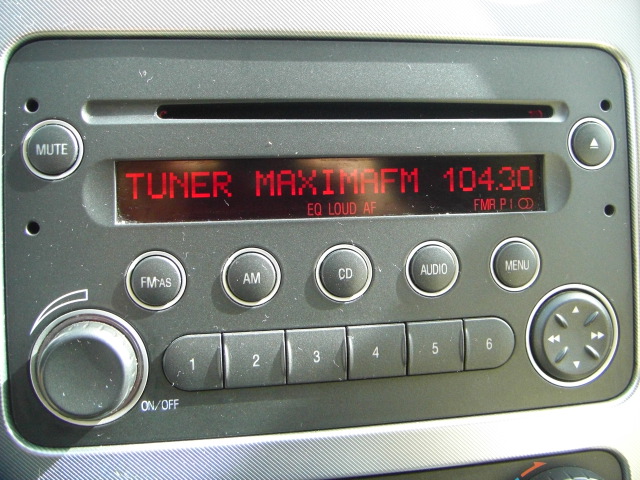 MUTE
TUNER MAXIMAFM 104.30
EQ LOUD AF FMR P I
FM-AS AM CD AUDIO MENU
1 2 3 4 5 6
ON/OFF